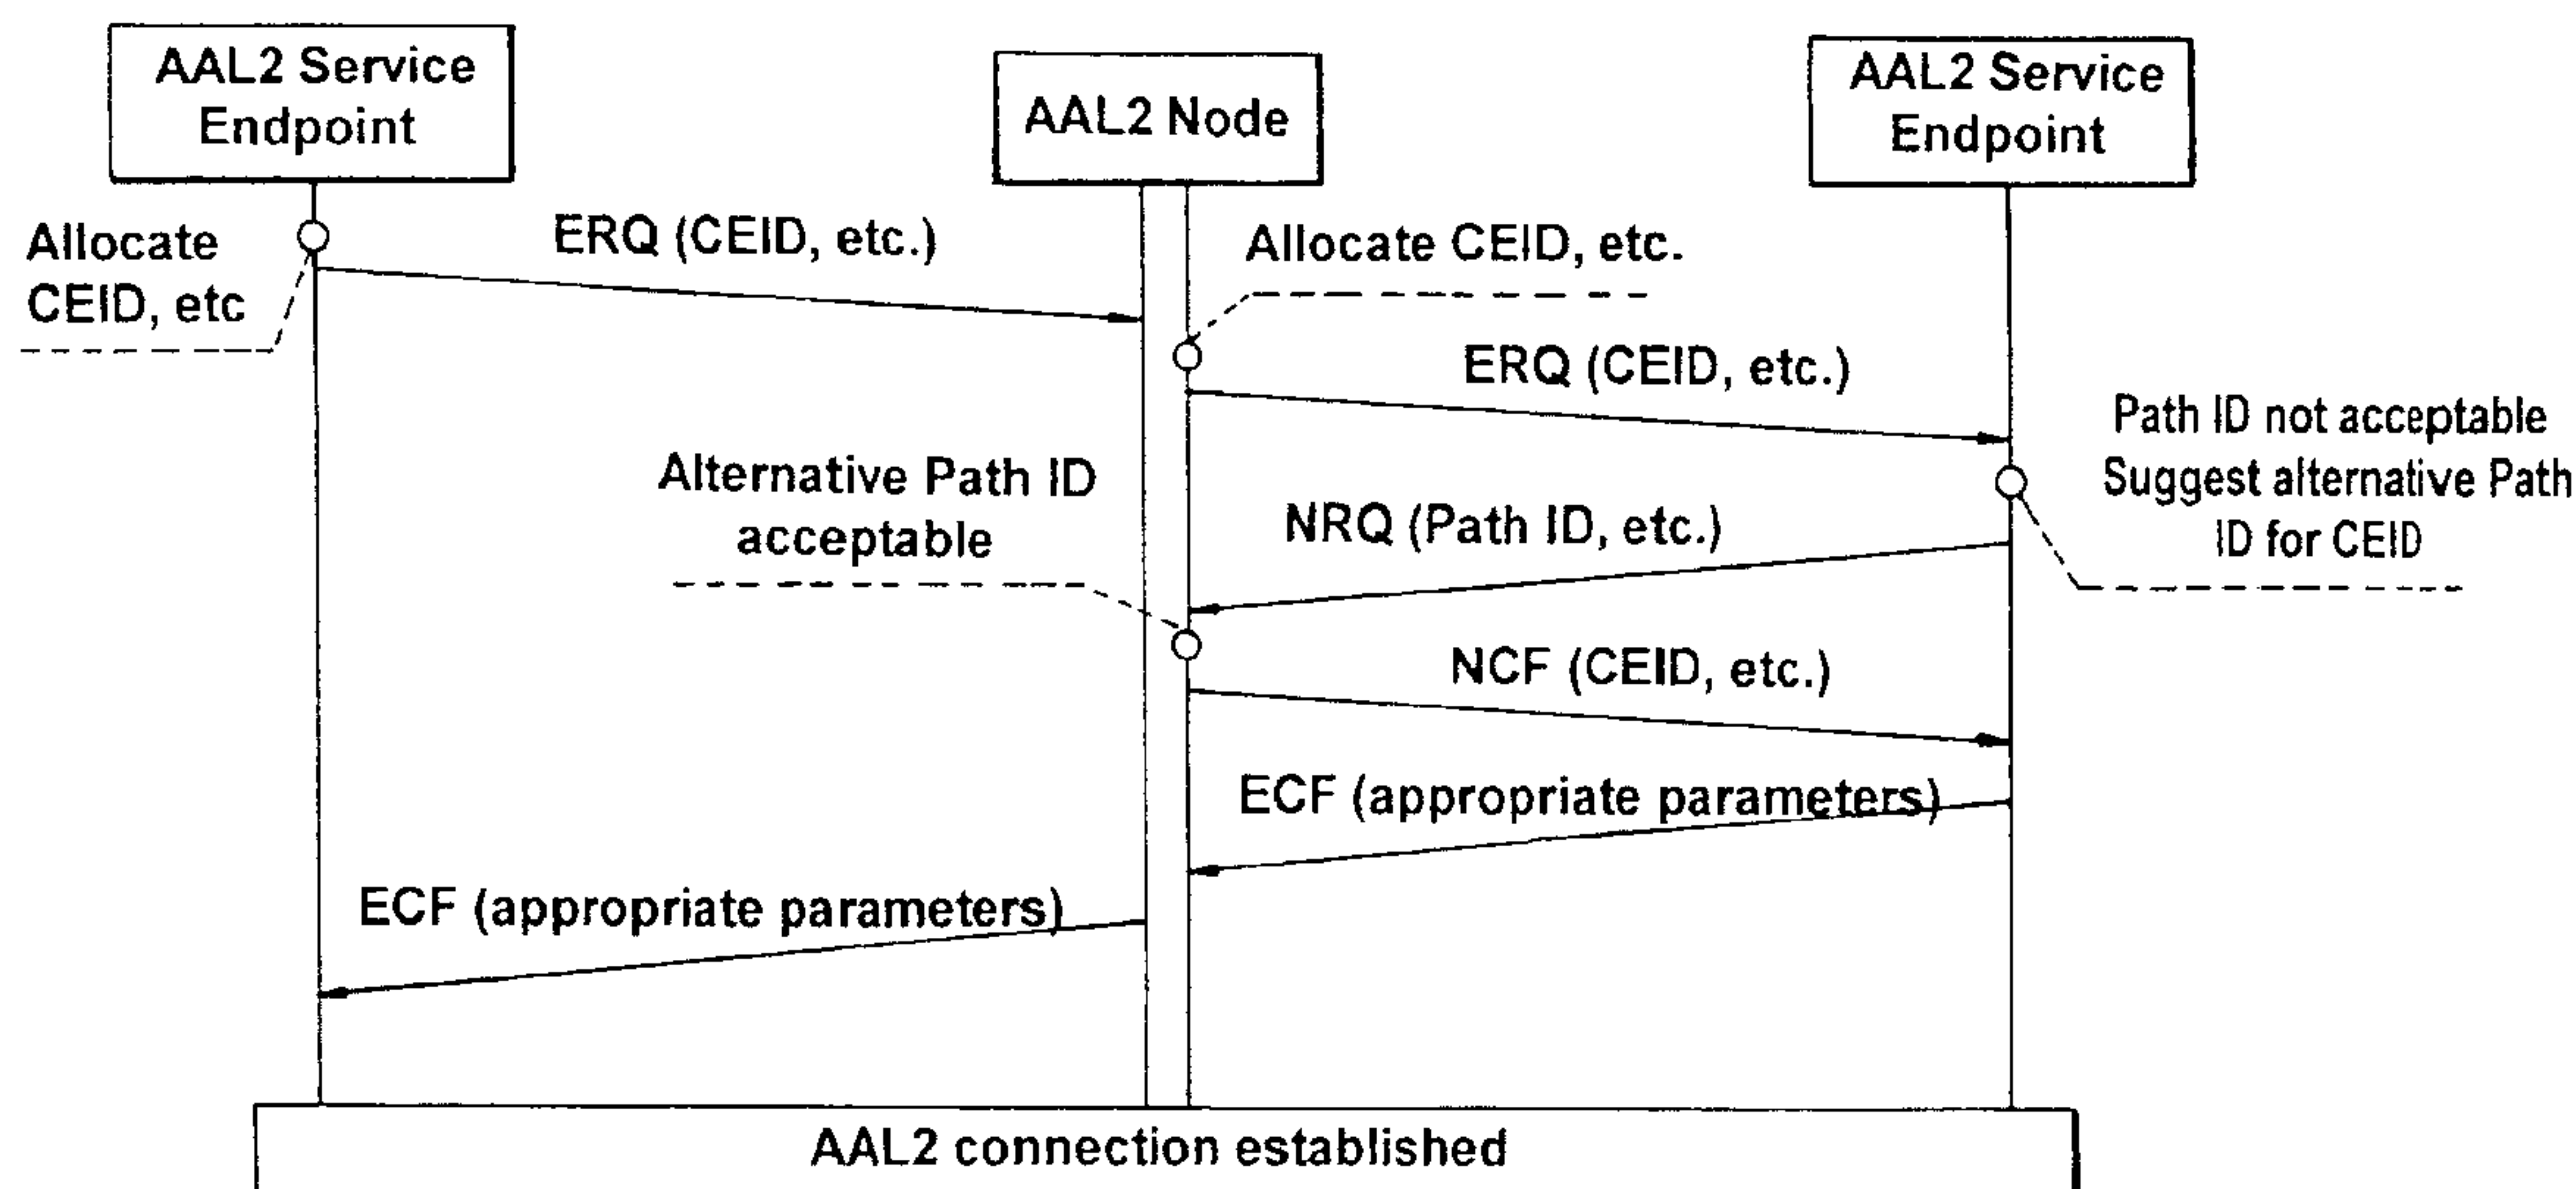 AAL2 Service
Endpoint
AAL2 Node
AAL2 Service
Endpoint
Allocate
CEID, etc
ERQ (CEID, etc.)
Allocate CEID, etc.
ERQ (CEID, etc.)
Path ID not acceptable
Suggest alternative Path
ID for CEID
Alternative Path ID
acceptable
NRQ (Path ID, etc.)
NCF (CEID, etc.)
ECF (appropriate parameters)
ECF (appropriate parameters)
AAL2 connection established